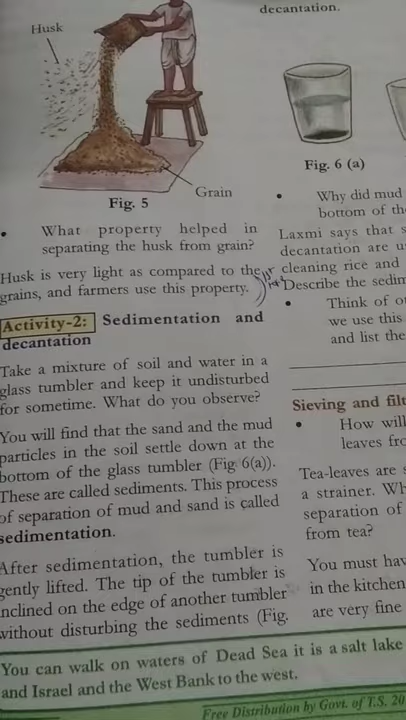 Husk
Grain
Fig. 5
• What property helped in
separating the husk from grain?
Husk is very light as compared to the
grains, and farmers use this property.
Activity-2: Sedimentation and
decantation
Take a mixture of soil and water in a
glass tumbler and keep it undisturbed
for sometime. What do you observe?
You will find that the sand and the mud
particles in the soil settle down at the
bottom of the glass tumbler (Fig 6(a)).
These are called sediments. This process
of separation of mud and sand is called
sedimentation.
After sedimentation, the tumbler is
gently lifted. The tip of the tumbler is
inclined on the edge of another tumbler
without disturbing the sediments (Fig.
decantation.
Fig. 6 (a)
• Why did mud
bottom of th
Laxmi says that s
decantation are u
cleaning rice and
Describe the sedim
• Think of ot
we use this
and list the
Sieving and filt
• How will
leaves fro
Tea-leaves are s
a strainer. Wh
separation of
from tea?
You must hav
in the kitchen
are very fine
You can walk on waters of Dead Sea it is a salt lake
and Israel and the West Bank to the west.
Free Distribution by Govt. of T.S. 20